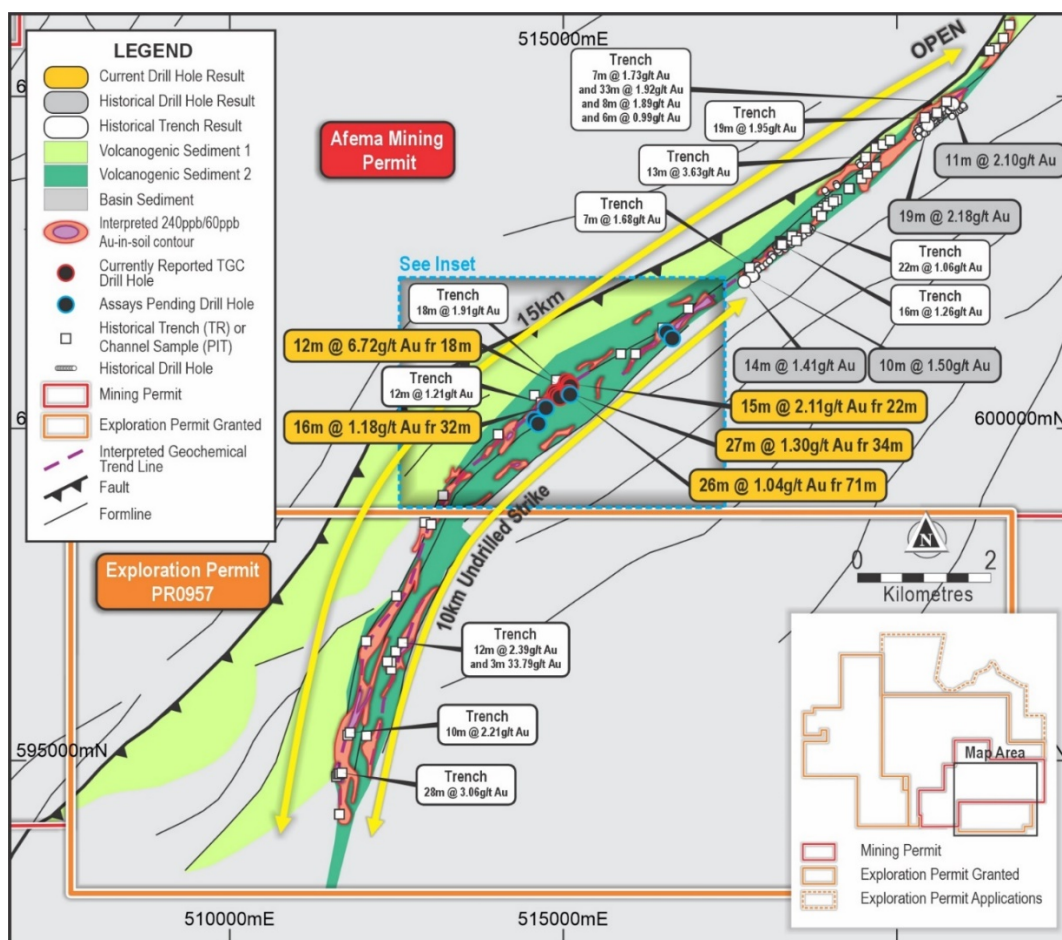 LEGEND
Current Drill Hole Result
Historical Drill Hole Result
Historical Trench Result
Volcanogenic Sediment 1
Volcanogenic Sediment 2
Basin Sediment
Interpreted 240ppb/60ppb
Au-in-soil contour
Currently Reported TGC
Drill Hole
Assays Pending Drill Hole
Historical Trench (TR) or
Channel Sample (PIT)
Historical Drill Hole
Mining Permit
Exploration Permit Granted
Interpreted Geochemical
Trend Line
Fault
Formline
515000mE
OPEN
Trench
7m @ 1.73g/t Au
and 33m @ 1.92g/t Au
and 8m @ 1.89g/t Au
and 6m @ 0.99g/t Au
Afema Mining
Permit
Trench
19m @ 1.95g/t Au
Trench
13m @ 3.63g/t Au
11m @ 2.10g/t Au
Trench
7m @ 1.68g/t Au
19m @ 2.18g/t Au
Trench
22m @ 1.06g/t Au
See Inset
Trench
18m @ 1.91g/t Au
15km
Trench
16m @ 1.26g/t Au
12m @ 6.72g/t Au fr 18m
14m @ 1.41g/t Au
10m @ 1.50g/t Au
Trench
12m @ 1.21g/t Au
15m @ 2.11g/t Au fr 22m
16m @ 1.18g/t Au fr 32m
600000mN
27m @ 1.30g/t Au fr 34m
26m @ 1.04g/t Au fr 71m
10km Undrilled Strike
N
0 2
Kilometres
Exploration Permit
PR0957
Trench
12m @ 2.39g/t Au
and 3m 33.79g/t Au
Trench
10m @ 2.21g/t Au
595000mN
Trench
28m @ 3.06g/t Au
Map Area
Mining Permit
Exploration Permit Granted
Exploration Permit Applications
510000mE
515000mE